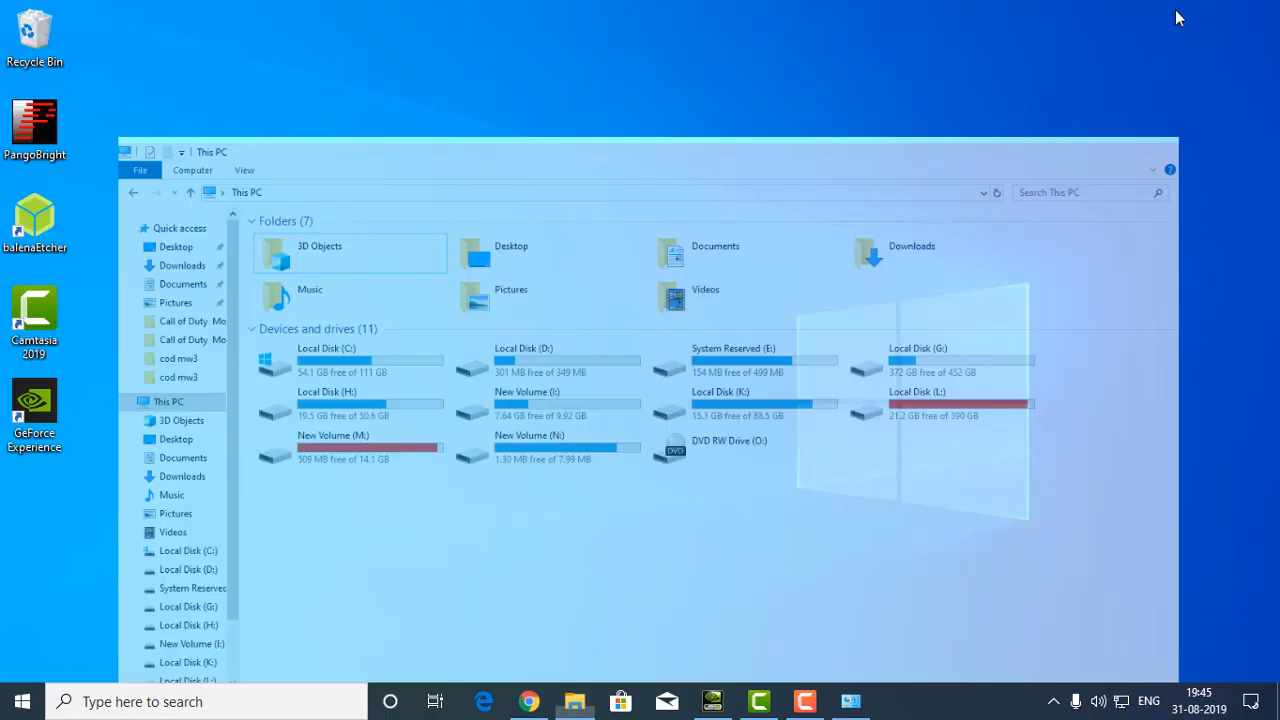 Recycle Bin
PangoBright
balenaEtcher
Camtasia
2019
GeForce
Experience
This PC
File Computer View
This PC
Search This PC
Quick access
Desktop
Downloads
Documents
Pictures
Call of Duty Mo
Call of Duty Mo
cod mw3
cod mw3
This PC
3D Objects
Desktop
Documents
Downloads
Music
Pictures
Videos
Local Disk (C:)
Local Disk (D:)
System Reserved
Local Disk (G:)
Local Disk (H:)
New Volume (I:)
Local Disk (K:)
Local Disk (L:)
Folders (7)
3D Objects
Desktop
Documents
Downloads
Music
Pictures
Videos
Devices and drives (11)
Local Disk (C:)
54.1 GB free of 111 GB
Local Disk (D:)
301 MB free of 349 MB
System Reserved (E:)
154 MB free of 499 MB
Local Disk (G:)
372 GB free of 452 GB
Local Disk (H:)
19.5 GB free of 50.6 GB
New Volume (I:)
7.64 GB free of 9.92 GB
Local Disk (K:)
15.1 GB free of 88.5 GB
Local Disk (L:)
21.2 GB free of 390 GB
New Volume (M:)
509 MB free of 14.1 GB
New Volume (N:)
1.30 MB free of 7.99 MB
DVD RW Drive (O:)
DVD
Type here to search
ENG
19:45
31-08-2019